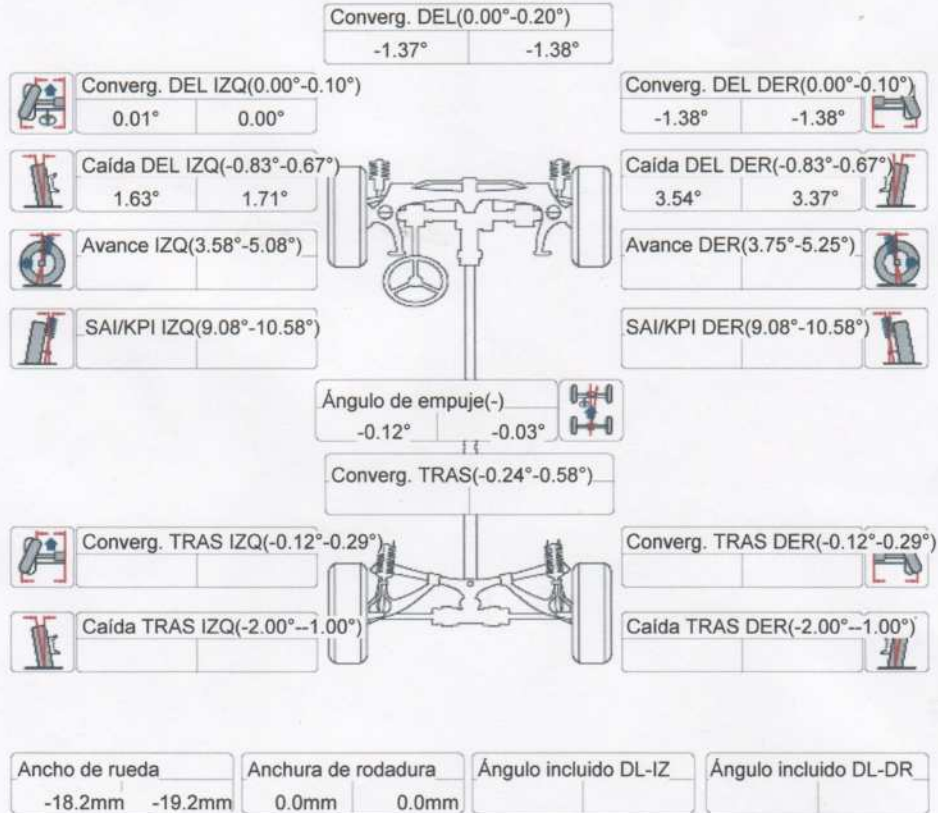 Converg. DEL(0.00°-0.20°)
-1.37° -1.38°
Converg. DEL IZQ(0.00°-0.10°)
0.01° 0.00°
Converg. DEL DER(0.00°-0.10°)
-1.38° -1.38°
Caída DEL IZQ(-0.83°-0.67°)
1.63° 1.71°
Caída DEL DER(-0.83°-0.67°)
3.54° 3.37°
Avance IZQ(3.58°-5.08°)
Avance DER(3.75°-5.25°)
SAI/KPI IZQ(9.08°-10.58°)
SAI/KPI DER(9.08°-10.58°)
Ángulo de empuje(-)
-0.12° -0.03°
Converg. TRAS(-0.24°-0.58°)
Converg. TRAS IZQ(-0.12°-0.29°)
Converg. TRAS DER(-0.12°-0.29°)
Caída TRAS IZQ(-2.00°--1.00°)
Caída TRAS DER(-2.00°--1.00°)
Ancho de rueda
-18.2mm -19.2mm
Anchura de rodadura
0.0mm 0.0mm
Ángulo incluido DL-IZ
Ángulo incluido DL-DR